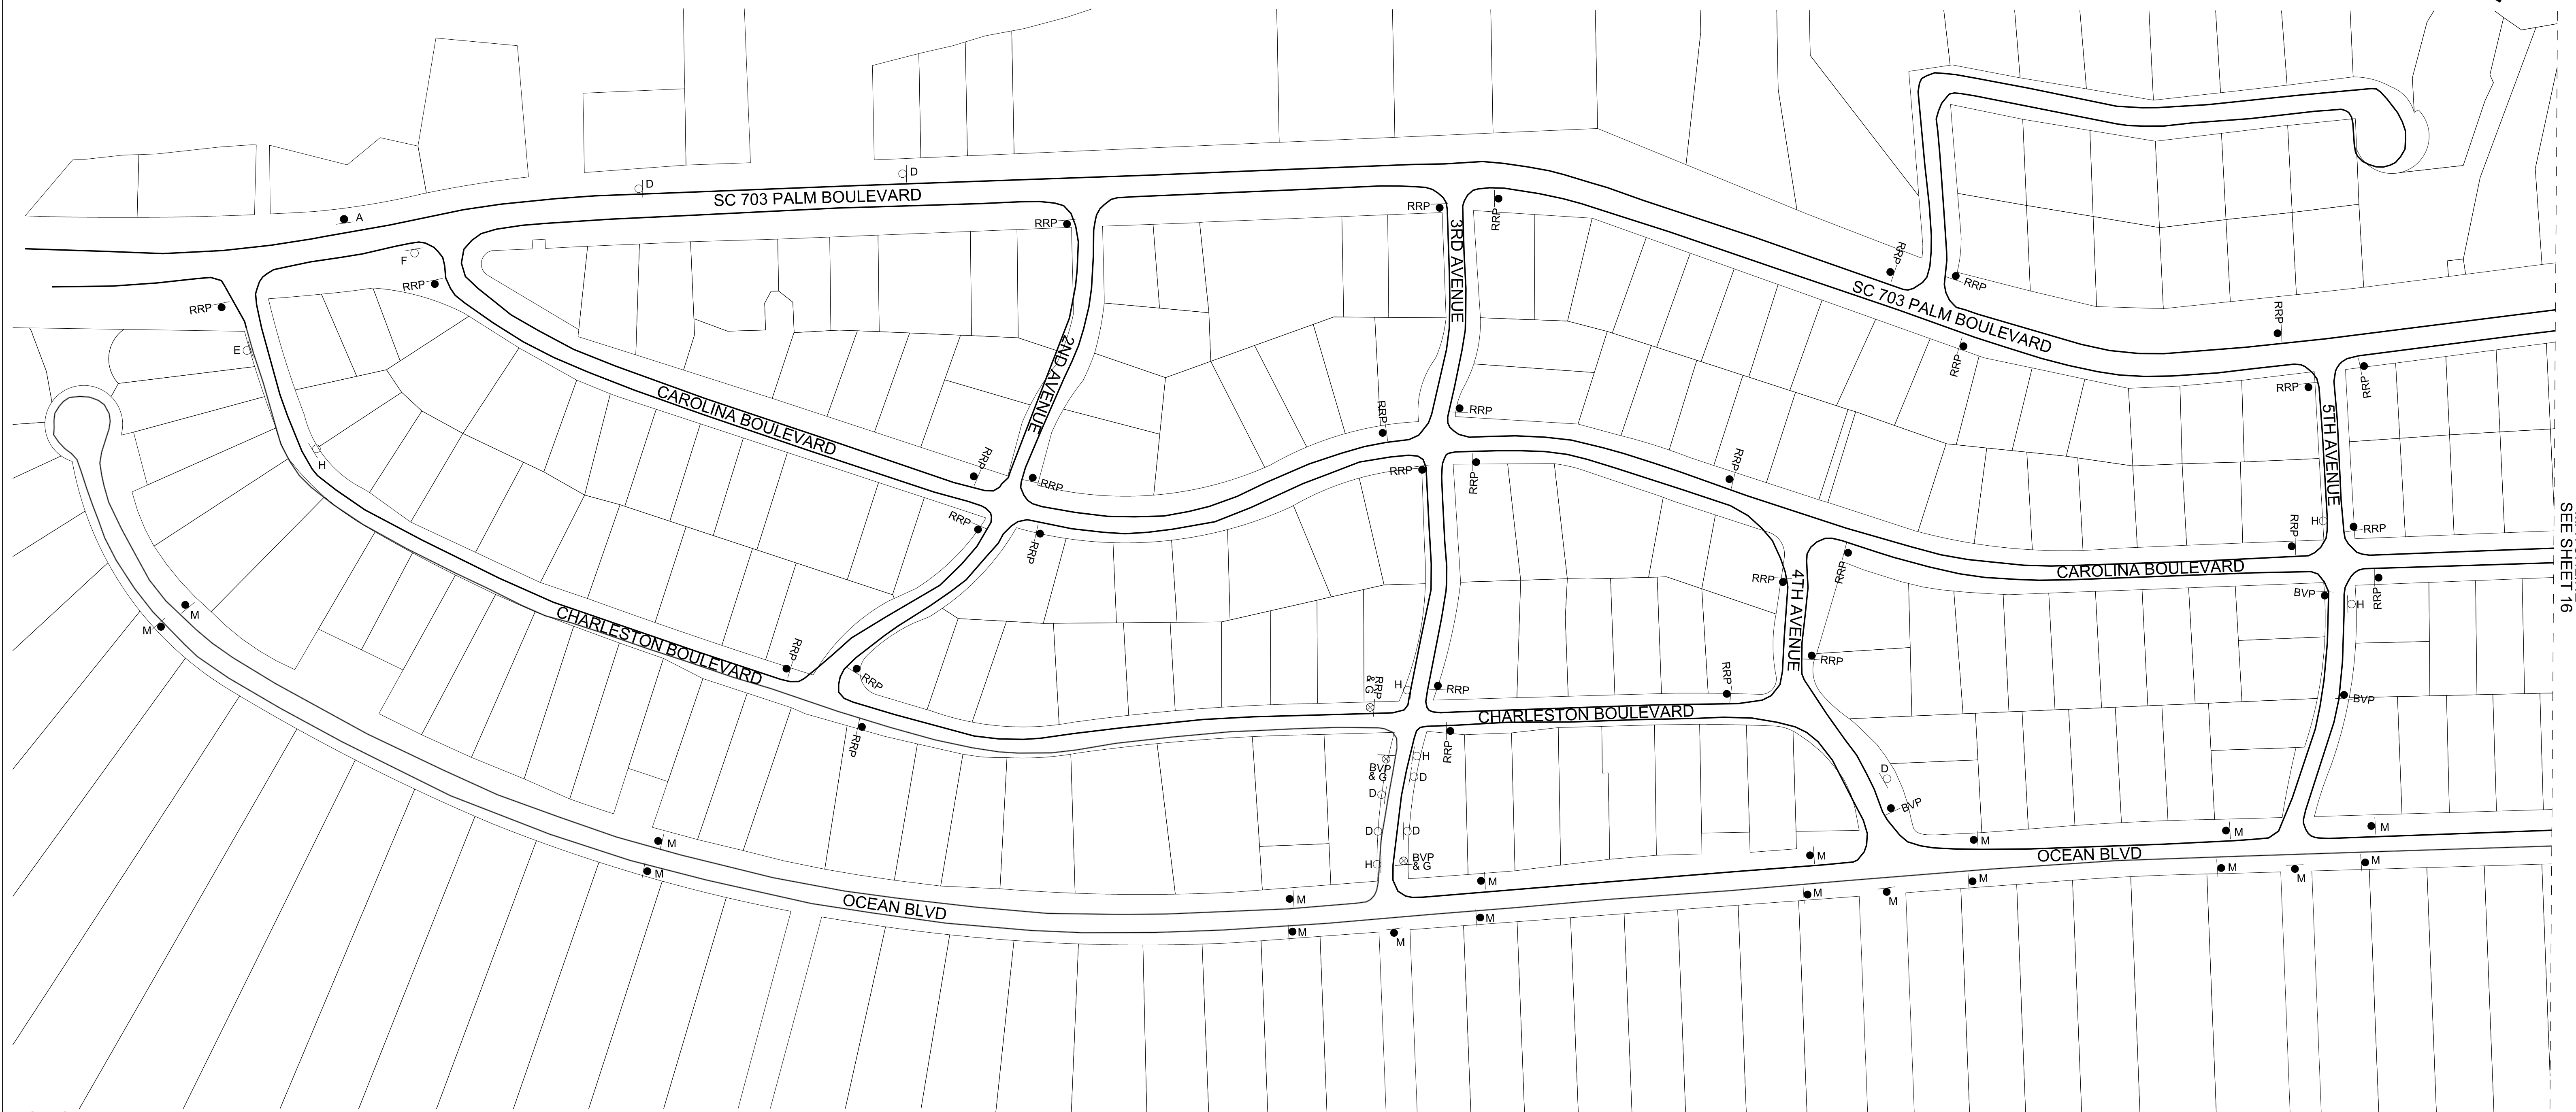 D
D
SC 703 PALM BOULEVARD
A
RRP
RRP
RRP
3RD AVENUE
F
RRP
RRP
RRP
RRP
SC 703 PALM BOULEVARD
RRP
RRP
E
2ND AVENUE
RRP
RRP
RRP
5TH AVENUE
CAROLINA BOULEVARD
RRP
RRP
H
RRP
RRP
RRP
RRP
RRP
RRP
RRP
RRP
H
RRP
SEE SHEET 16
RRP
RRP
CAROLINA BOULEVARD
4TH AVENUE
BVP
H
RRP
M
M
CHARLESTON BOULEVARD
RRP
RRP
RRP
& G
H
RRP
RRP
RRP
BVP
CHARLESTON BOULEVARD
RRP
RRP
H
BVP
& G
D
D
D
BVP
D
D
M
M
M
H
BVP
& G
M
OCEAN BLVD
M
M
M
M
M
M
M
M
OCEAN BLVD
M
M
M
M
M